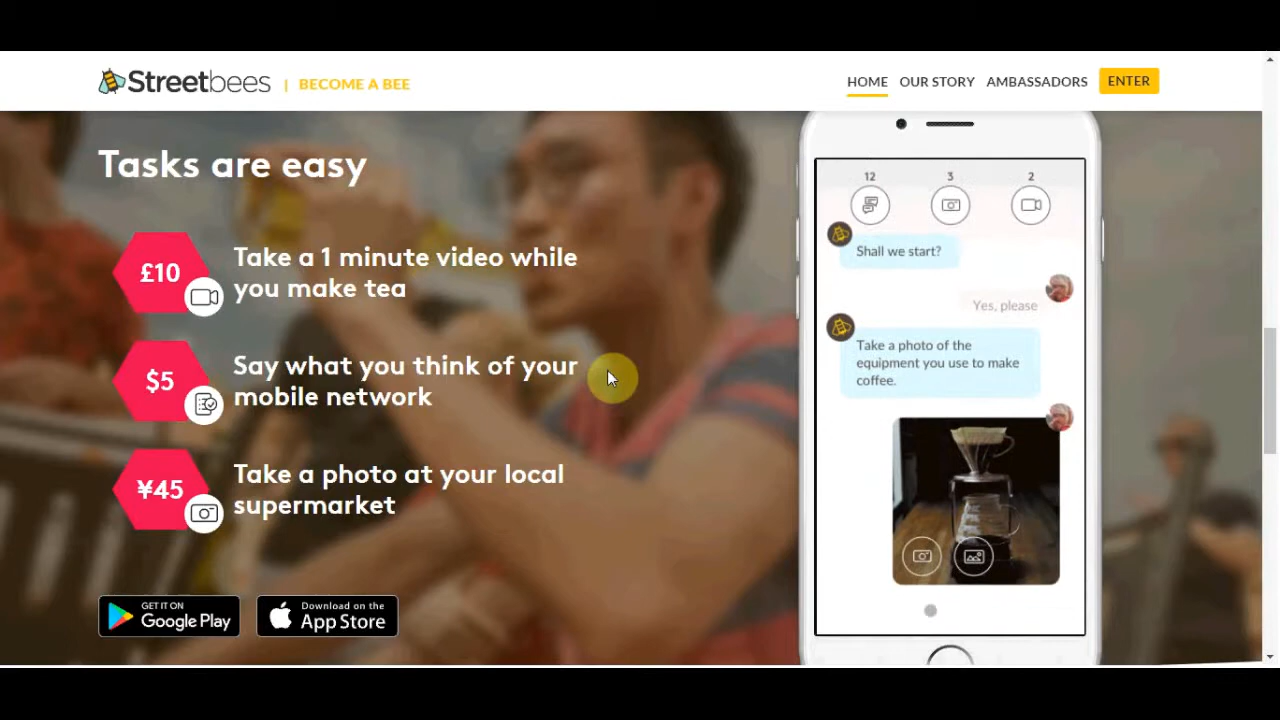 Streetbees | BECOME A BEE
HOME OUR STORY AMBASSADORS ENTER
Tasks are easy
£10
Take a 1 minute video while
you make tea
$5
Say what you think of your
mobile network
¥45
Take a photo at your local
supermarket
GET IT ON
Google Play
Download on the
App Store
12 3 2
Shall we start?
Yes, please
Take a photo of the
equipment you use to make
coffee.